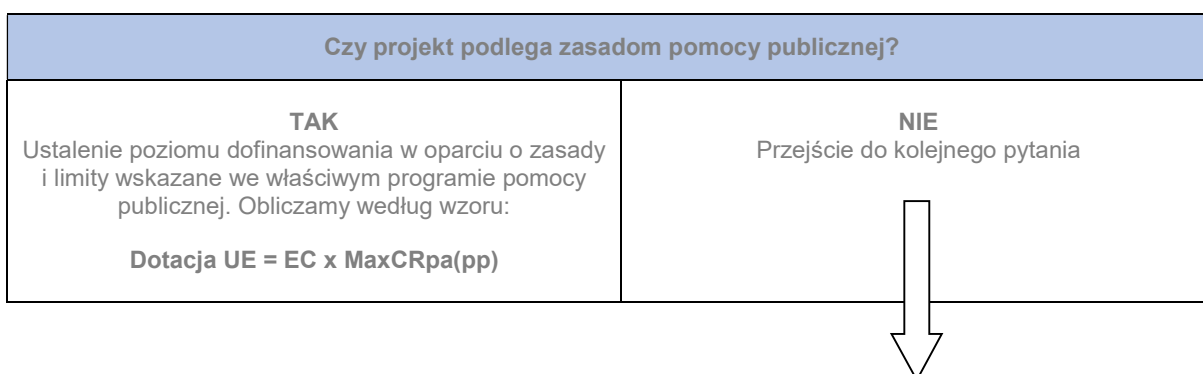 Czy projekt podlega zasadom pomocy publicznej?
TAK
Ustalenie poziomu dofinansowania w oparciu o zasady
i limity wskazane we właściwym programie pomocy
publicznej. Obliczamy według wzoru:
Dotacja UE = EC x MaxCRpa(pp)
NIE
Przejście do kolejnego pytania